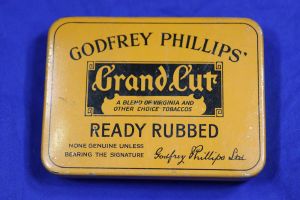 GODFREY PHILLIPS'
Grand Cut
A BLEND OF VIRGINIA AND
OTHER CHOICE TOBACCOS
READY RUBBED
NONE GENUINE UNLESS
BEARING THE SIGNATURE Godfrey Phillips Ltd.